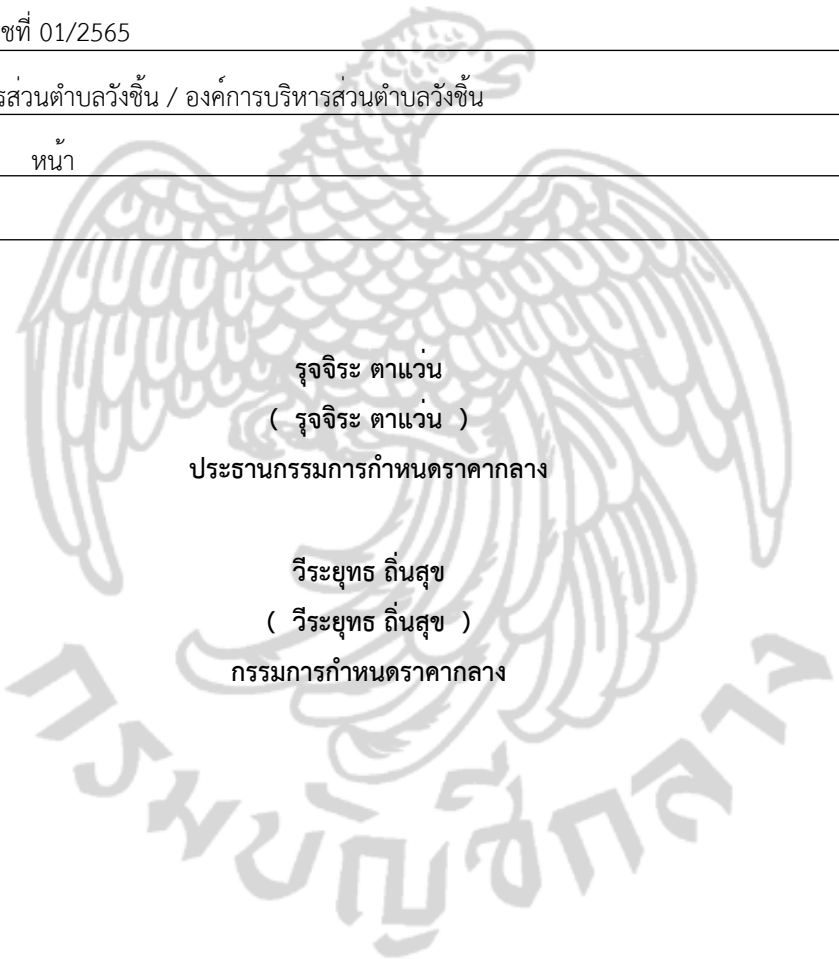 ชที่ 01/2565
รส่วนตำบลวังชิ้น / องค์การบริหารส่วนตำบลวังชิ้น
หน้า
รุจจิระ ตาแว่น
( รุจจิระ ตาแว่น )
ประธานกรรมการกำหนดราคากลาง
วีระยุทธ ถิ่นสุข
( วีระยุทธ ถิ่นสุข )
กรรมการกำหนดราคากลาง
กรมบัญชีกลาง